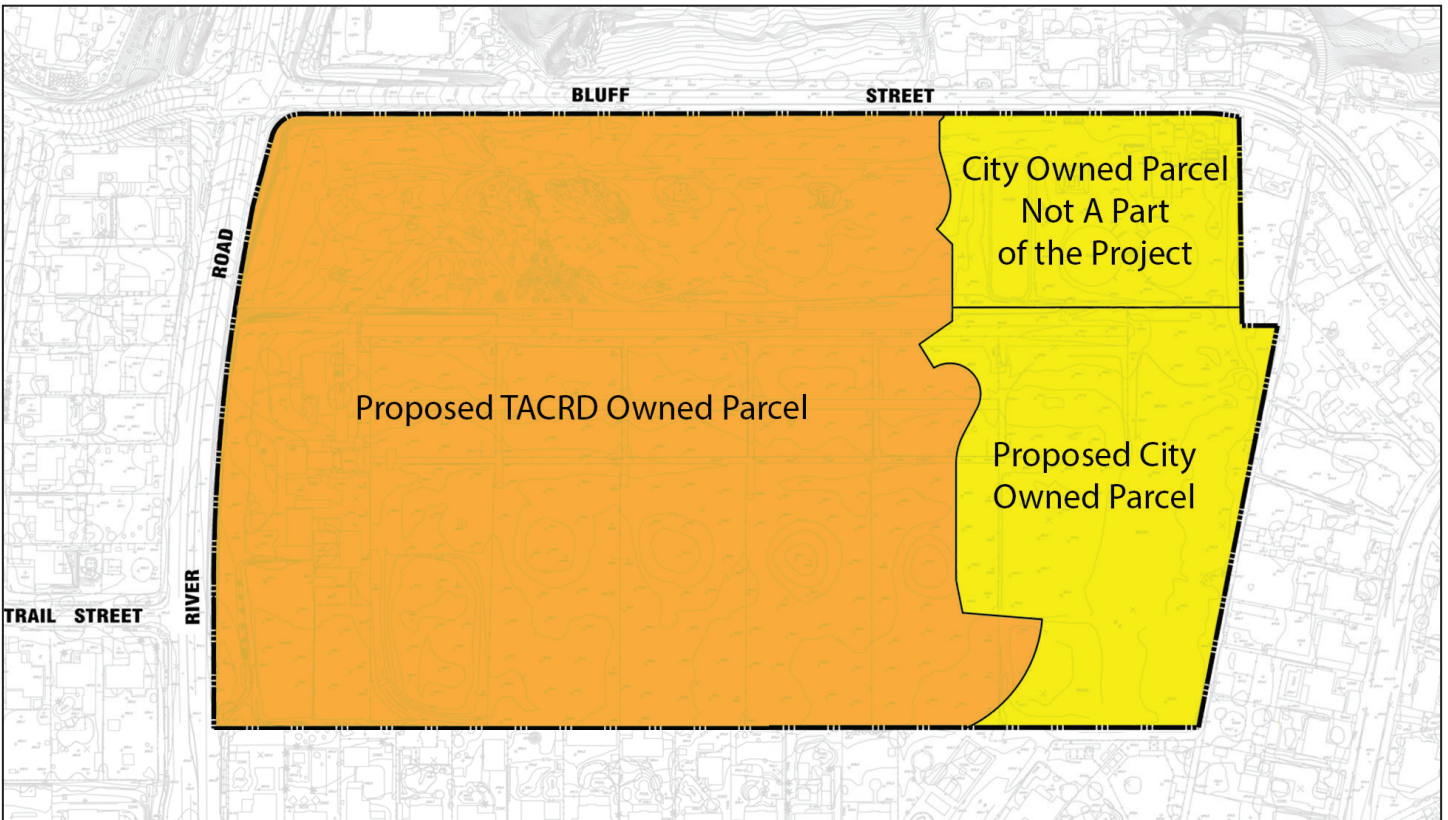 BLUFF STREET
City Owned Parcel
Not A Part
of the Project
ROAD
Proposed TACRD Owned Parcel
Proposed City
Owned Parcel
RIVER
TRAIL STREET